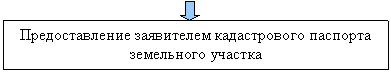 Предоставление заявителем кадастрового паспорта
земельного участка